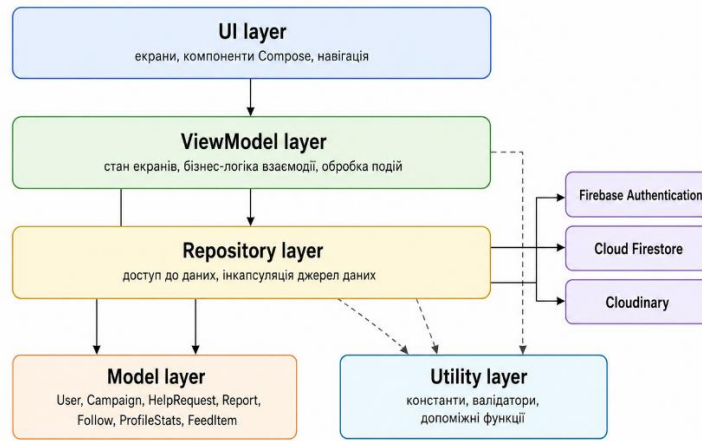 UI layer
екрани, компоненти Compose, навігація
ViewModel layer
стан екранів, бізнес-логіка взаємодії, обробка подій
Firebase Authentication
Repository layer
доступ до даних, інкапсуляція джерел даних
Cloud Firestore
Cloudinary
Model layer
User, Campaign, HelpRequest, Report,
Follow, ProfileStats, FeedItem
Utility layer
константи, валідатори,
допоміжні функції